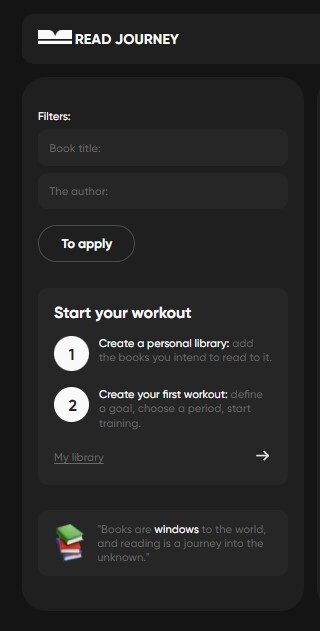 READ JOURNEY
Filters:
Book title:
The author:
To apply
Start your workout
1
Create a personal library: add
the books you intend to read to it.
2
Create your first workout: define
a goal, choose a period, start
training.
My library
"Books are windows to the world,
and reading is a journey into the
unknown."